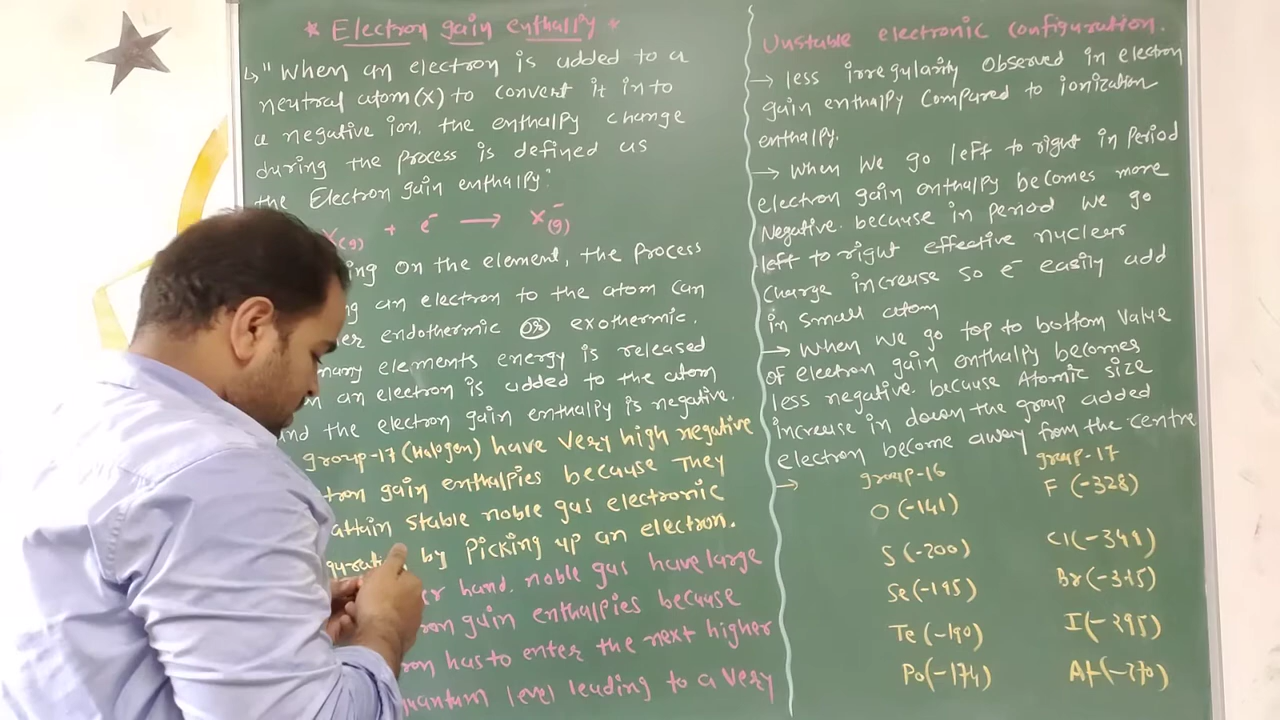 * Electron gain enthalpy *
↳ "When an electron is added to a
neutral atom (X) to convert it into
a negative ion, the enthalpy change
during the process is defined as
the Electron gain enthalpy."
X(g) + e⁻ → X⁻(g)
ing on the element, the process
g an electron to the atom can
er endothermic OR exothermic.
many elements energy is released
n an electron is added to the atom
and the electron gain enthalpy is negative.
group-17 (Halogen) have very high negative
tron gain enthalpies because They
attain stable noble gas electronic
gurati by picking up an electron.
er hand. noble gas have large
ron gain enthalpies because
ron has to enter the next higher
quantum level leading to a very
Unstable electronic configuration.
→ less irregularity observed in electron
gain enthalpy Compared to ionization
enthalpy.
→ When we go left to right in Period
electron gain enthalpy becomes more
Negative. because in period we go
left to right effective nuclear
charge increase so e⁻ easily add
in small atom
→ When we go top to bottom value
of electron gain enthalpy becomes
less negative. because Atomic size
increase in down the group added
electron become away from the centre
→ group-16 group-17
O (-141) F (-328)
S (-200) Cl (-349)
Se (-195) Br (-325)
Te (-190) I (-295)
Po (-174) At (-270)